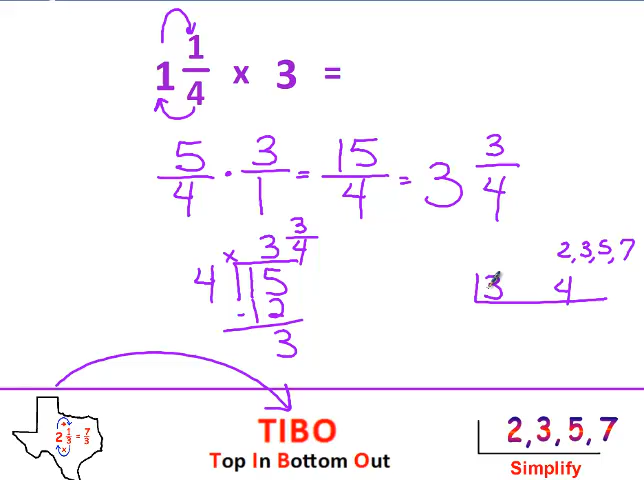 1 1/4 x 3 =
5/4 · 3/1 = 15/4 = 3 3/4
x 3 3/4
4 15
-12
3
2,3,5,7
3 4
2 1/3 = 7/3
+
x
TIBO
Top In Bottom Out
2,3,5,7
Simplify